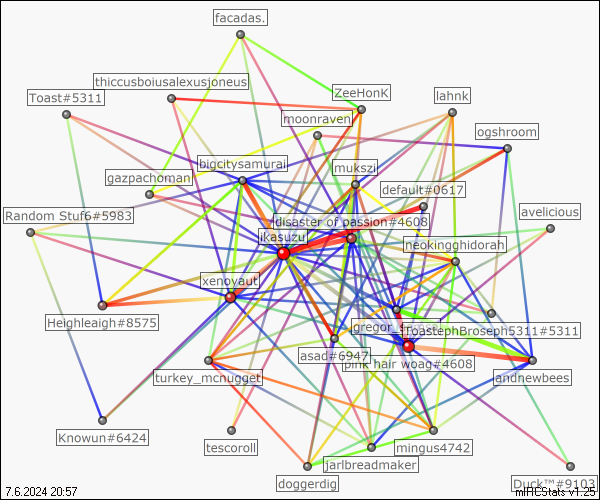 facadas.
thiccusboiusalexusjoneus
ZeeHonK
Toast#5311
lahnk
moonraven
ogshroom
bigcitysamurai
mukszi
gazpachoman
default#0617
Random Stuf6#5983
disaster of passion#4608
avelicious
ikasuzu
neokingghidorah
xenoyaut
Heighleigh#8575
gregor_
ToastephBroseph5311#5311
asad#6947
pink hair woag#4608
turkey_mcnugget
andnewbees
Knowun#6424
tescoroll
mingus4742
jarlbreadmaker
doggerdig
Duck™#9103
7.6.2024 20:57
mIRCStats v1.25